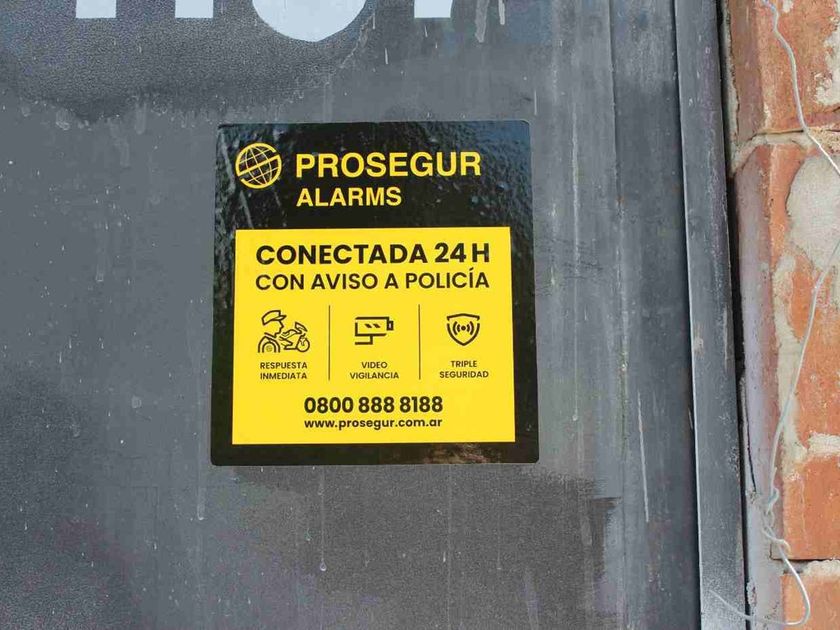 PROSEGUR
ALARMS
CONECTADA 24 H
CON AVISO A POLICÍA
RESPUESTA
INMEDIATA
VIDEO
VIGILANCIA
TRIPLE
SEGURIDAD
0800 888 8188
www.prosegur.com.ar